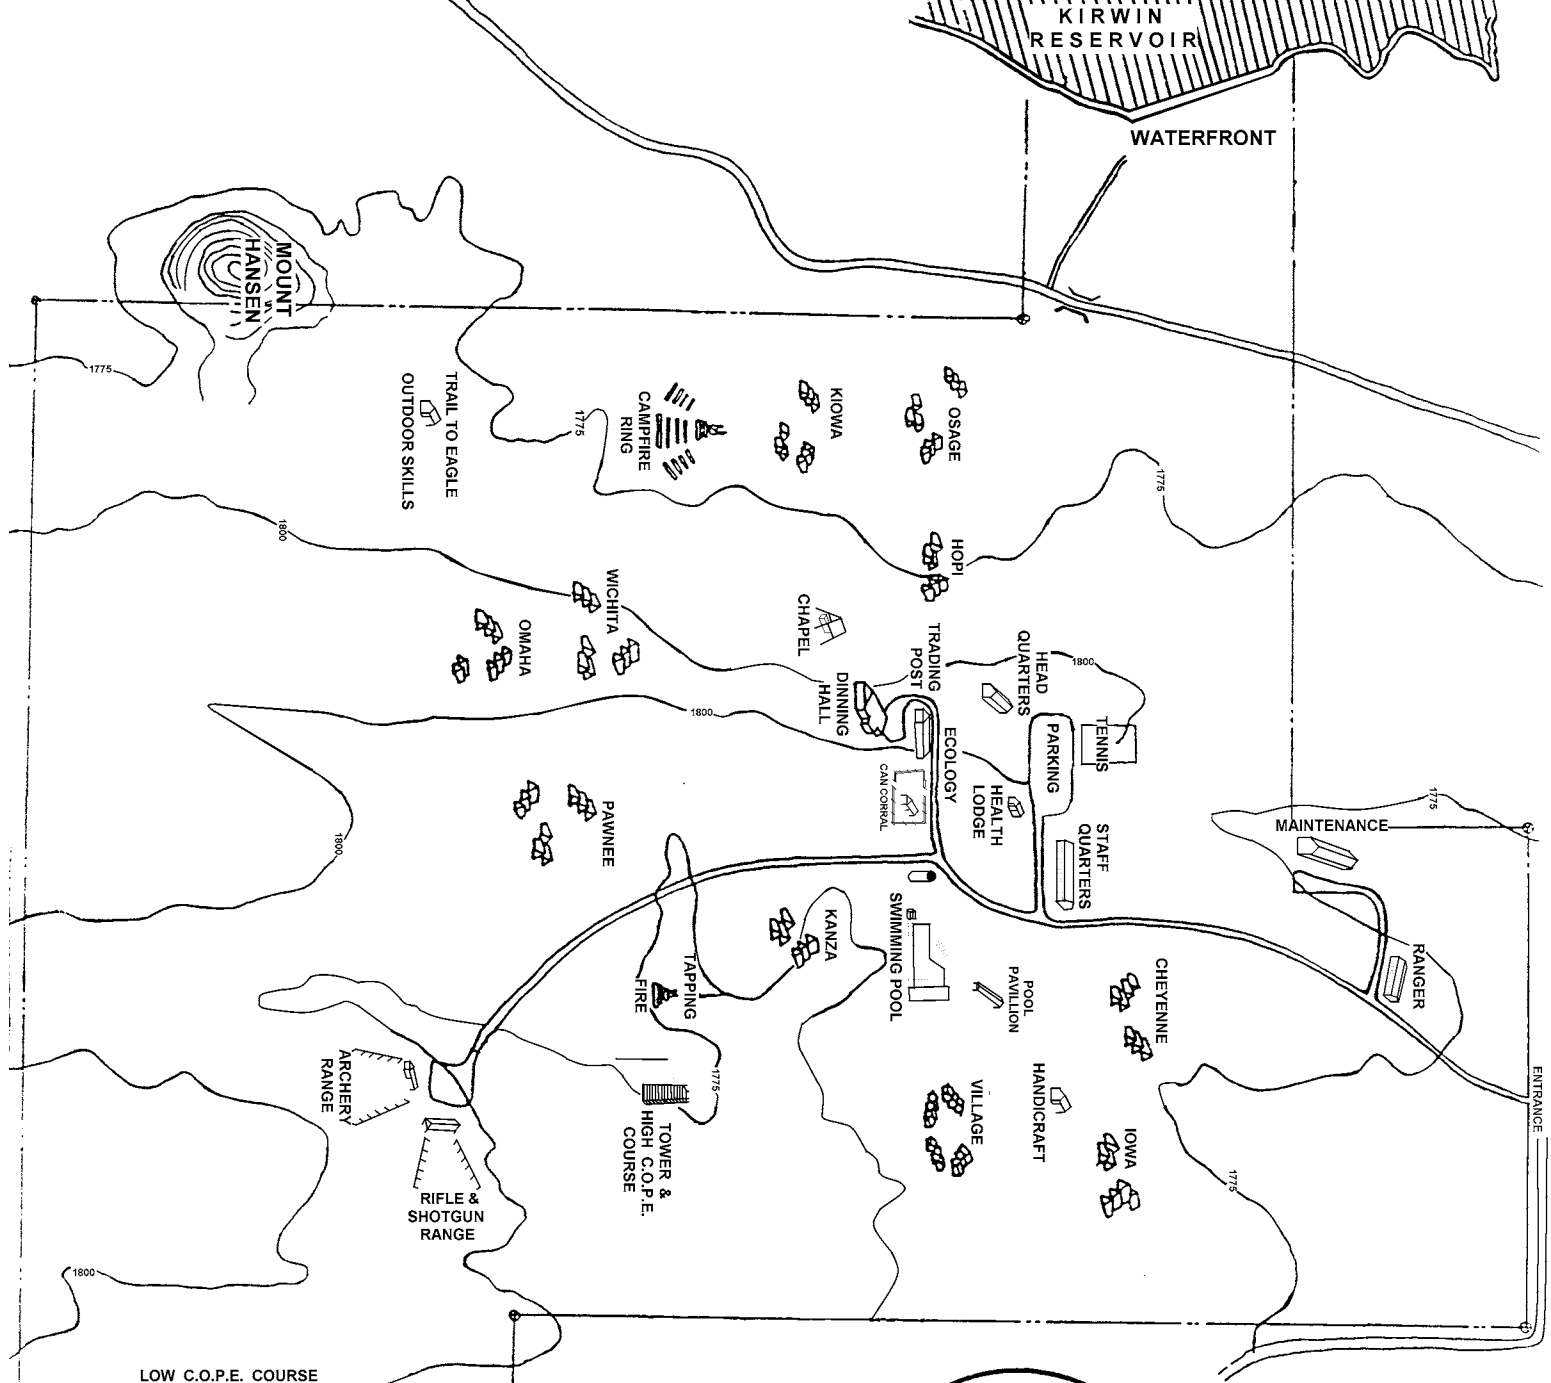 KIRWIN
RESERVOIR
WATERFRONT
MOUNT
HANSEN
1775
TRAIL TO EAGLE
OUTDOOR SKILLS
1775
CAMPFIRE
RING
KIOWA
OSAGE
1775
1800
HOPI
WICHITA
OMAHA
CHAPEL
TRADING
POST
HEAD
QUARTERS
1800
DINNING
HALL
1800
ECOLOGY
PARKING
TENNIS
CAN CORRAL
HEALTH
LODGE
STAFF
QUARTERS
1775
MAINTENANCE
PAWNEE
1800
KANZA
SWIMMING POOL
POOL
PAVILLION
CHEYENNE
RANGER
TAPPING
FIRE
ARCHERY
RANGE
1775
VILLAGE
HANDICRAFT
IOWA
ENTRANCE
TOWER &
HIGH C.O.P.E.
COURSE
1775
RIFLE &
SHOTGUN
RANGE
1800
LOW C.O.P.E. COURSE